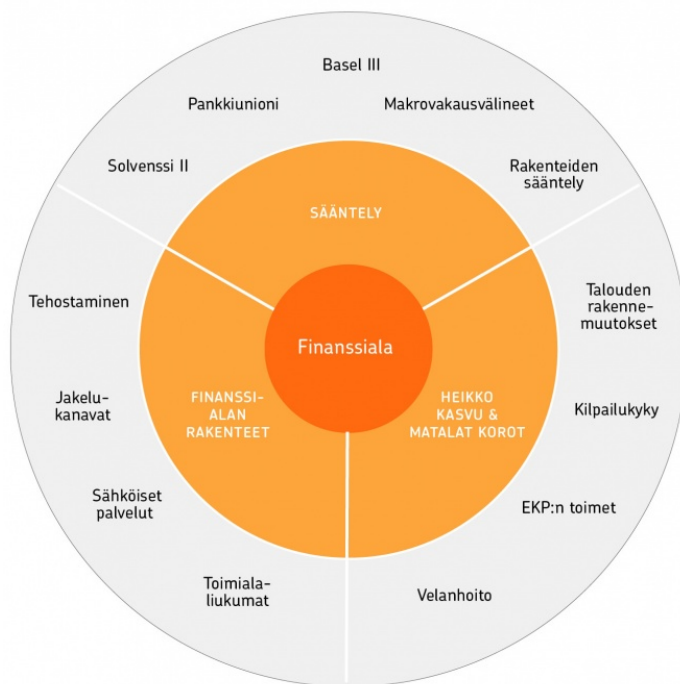 Basel III
Pankkiunioni
Makrovakausvälineet
Solvenssi II
Rakenteiden
sääntely
SÄÄNTELY
Tehostaminen
Talouden
rakenne-
muutokset
Finanssiala
Jakelu-
kanavat
FINANSSI-
ALAN
RAKENTEET
HEIKKO
KASVU &
MATALAT KOROT
Kilpailukyky
Sähköiset
palvelut
EKP:n toimet
Toimiala-
liukumat
Velanhoito